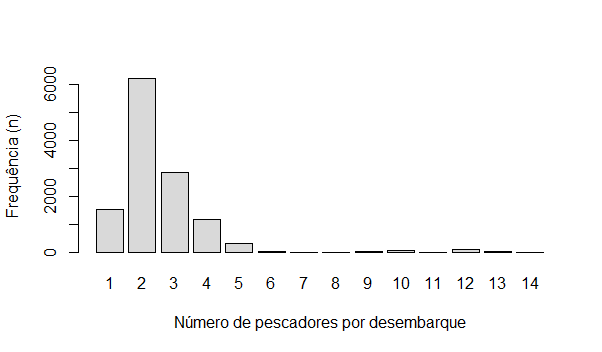 Frequência (n)
6000
4000
2000
0
1 2 3 4 5 6 7 8 9 10 11 12 13 14
Número de pescadores por desembarque